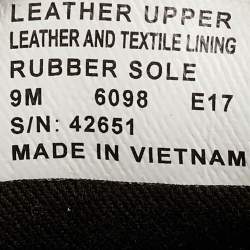 LEATHER UPPER
LEATHER AND TEXTILE LINING
RUBBER SOLE
9M 6098 E17
S/N: 42651
MADE IN VIETNAM